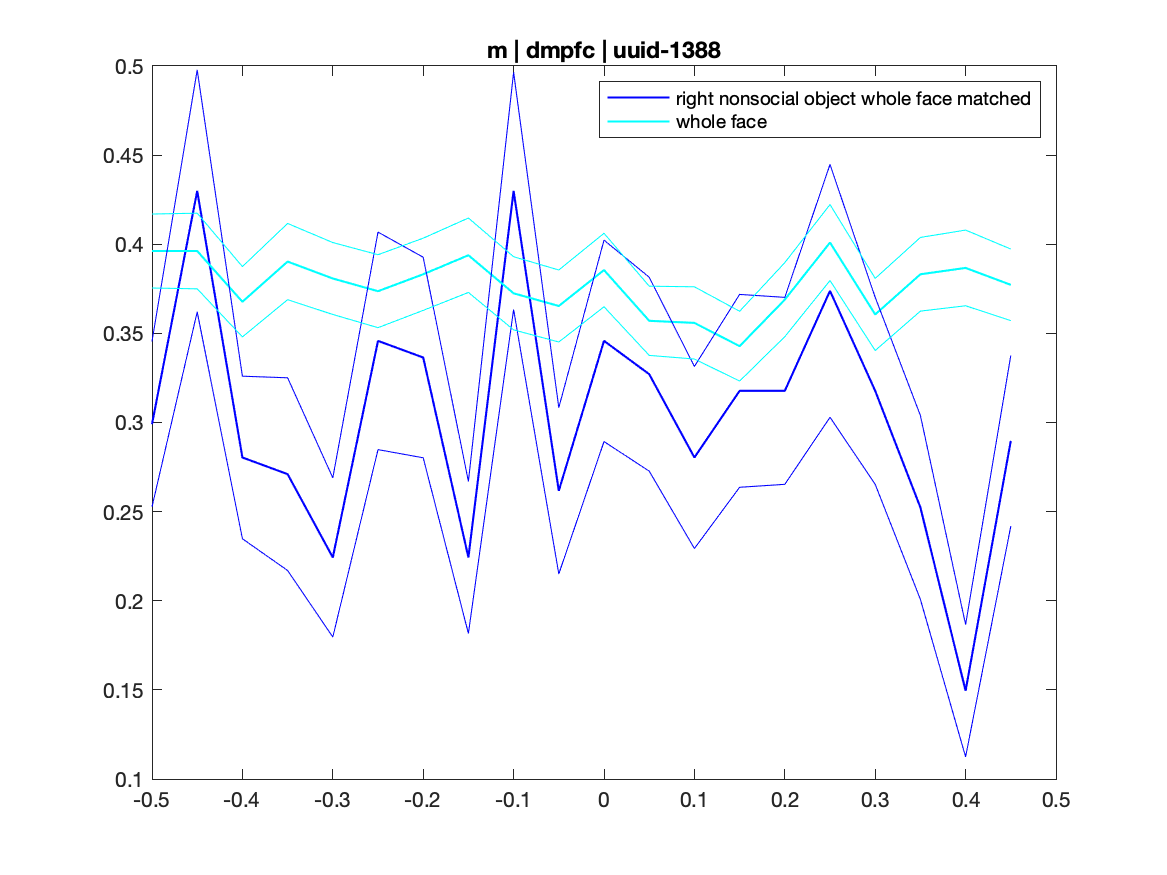 m | dmpfc | uuid-1388
right nonsocial object whole face matched
whole face
0.5
0.45
0.4
0.35
0.3
0.25
0.2
0.15
0.1
-0.5 -0.4 -0.3 -0.2 -0.1 0 0.1 0.2 0.3 0.4 0.5